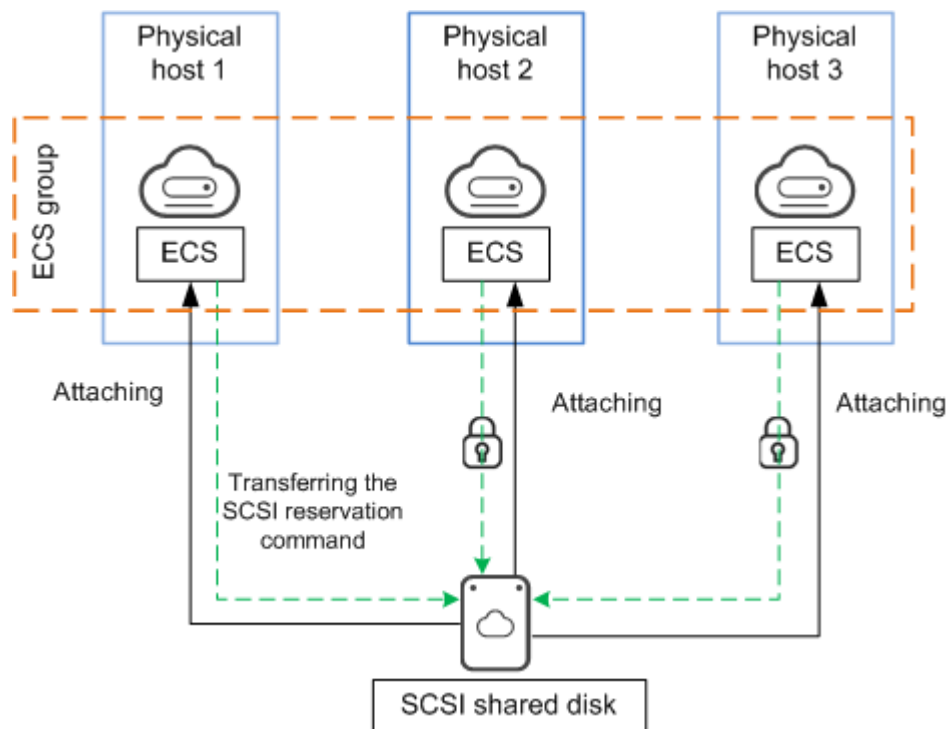 Physical
host 1
Physical
host 2
Physical
host 3
ECS group
ECS
ECS
ECS
Attaching
Attaching
Attaching
Transferring the
SCSI reservation
command
SCSI shared disk